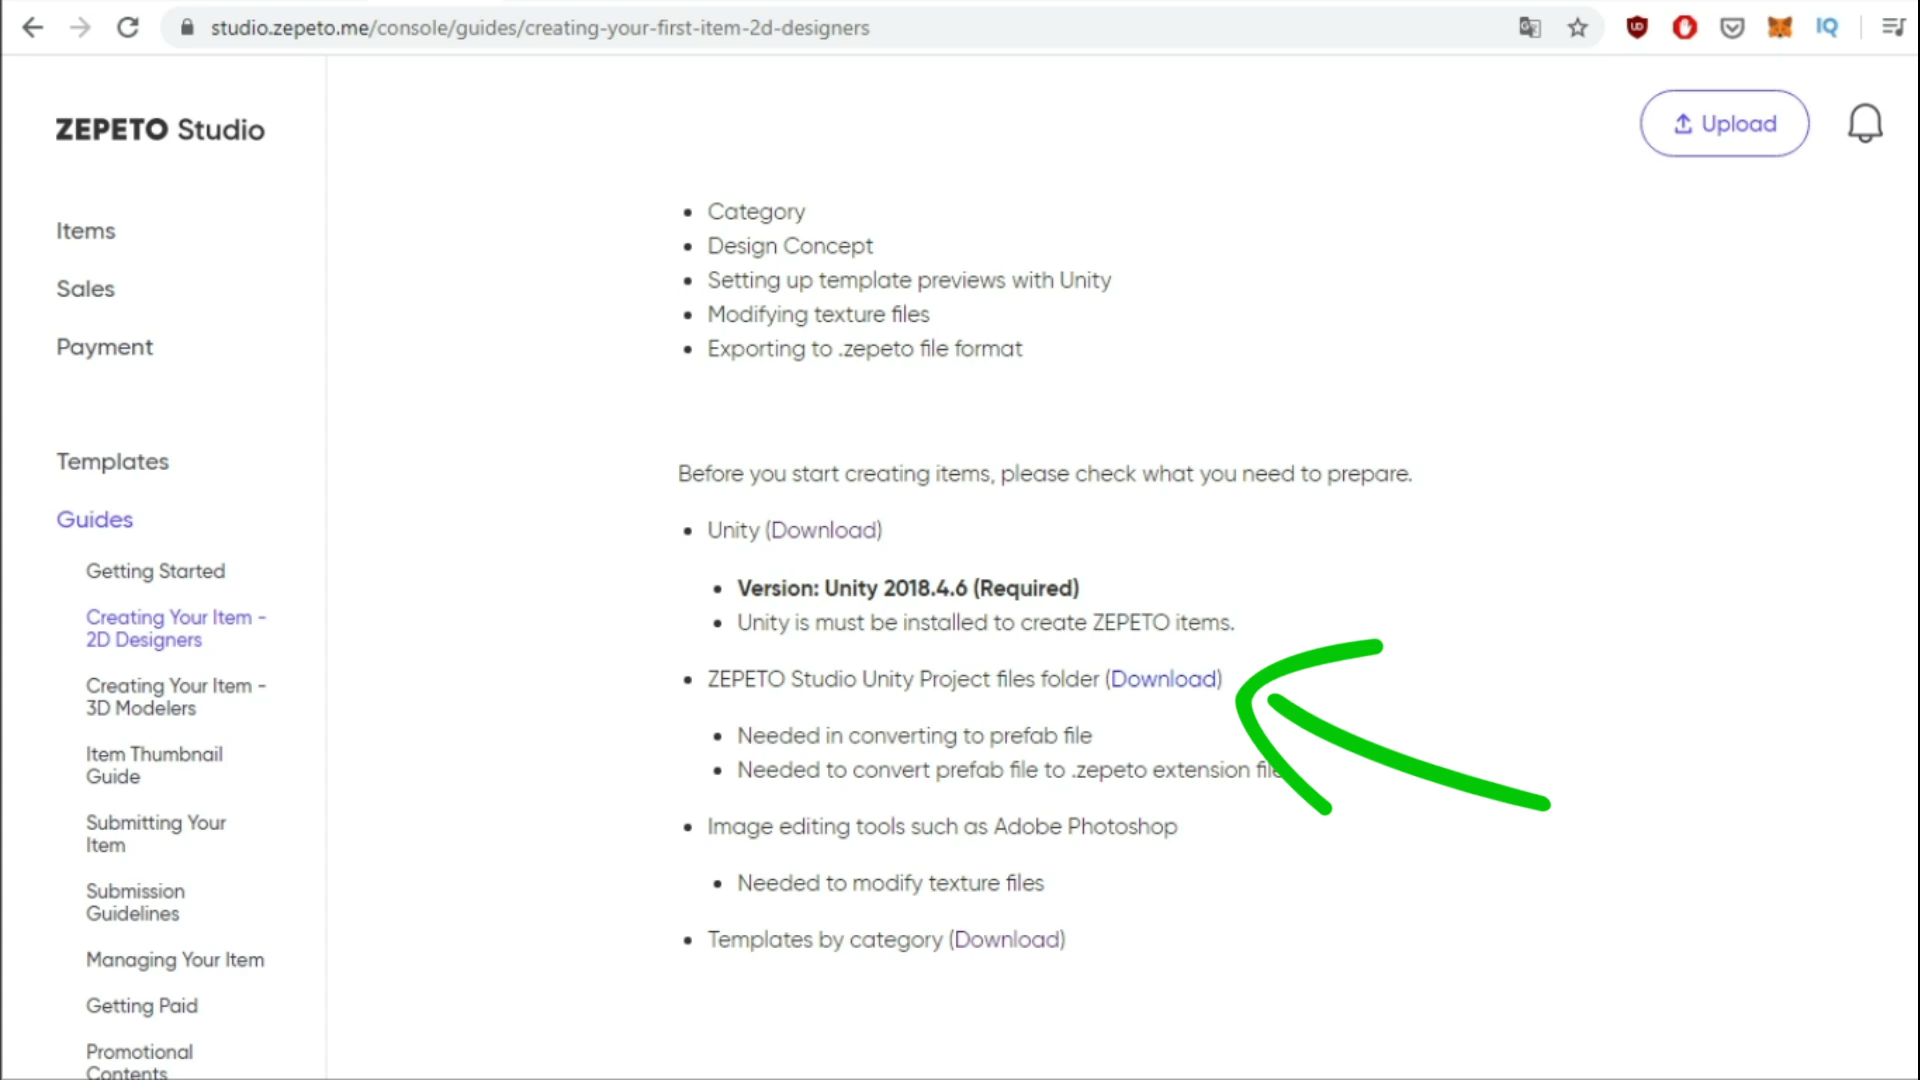 studio.zepeto.me/console/guides/creating-your-first-item-2d-designers
ZEPETO Studio
Upload
Items
Sales
Payment
Templates
Guides
Getting Started
Creating Your Item -
2D Designers
Creating Your Item -
3D Modelers
Item Thumbnail
Guide
Submitting Your
Item
Submission
Guidelines
Managing Your Item
Getting Paid
Promotional
Contents
Category
Design Concept
Setting up template previews with Unity
Modifying texture files
Exporting to .zepeto file format
Before you start creating items, please check what you need to prepare.
Unity (Download)
Version: Unity 2018.4.6 (Required)
Unity is must be installed to create ZEPETO items.
ZEPETO Studio Unity Project files folder (Download)
Needed in converting to prefab file
Needed to convert prefab file to .zepeto extension file
Image editing tools such as Adobe Photoshop
Needed to modify texture files
Templates by category (Download)
IQ